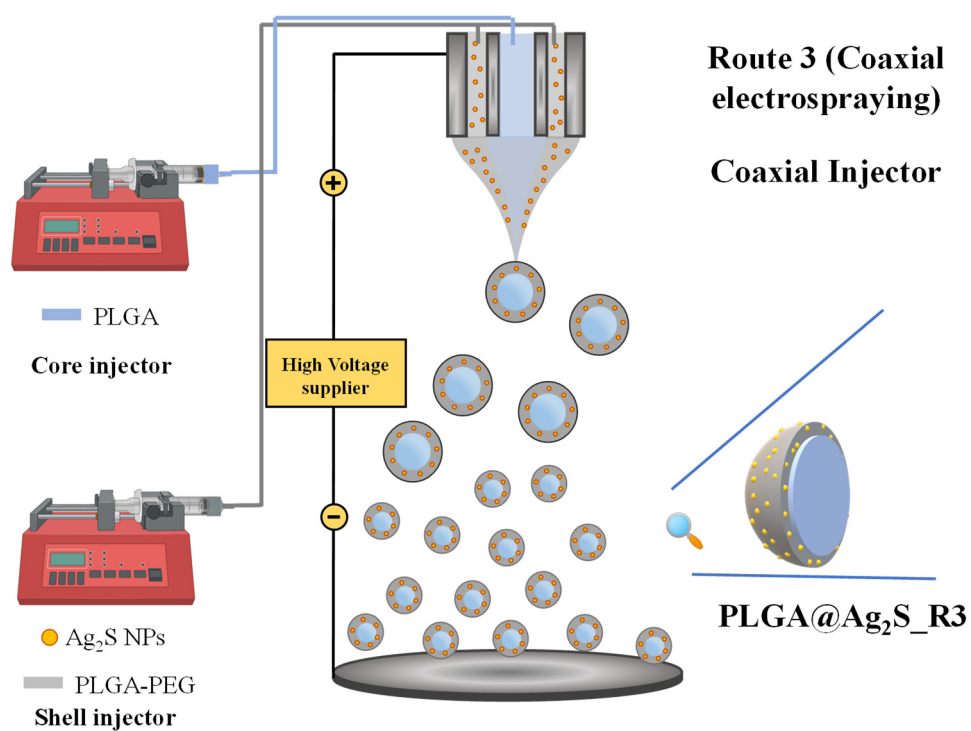 Route 3 (Coaxial
electrospraying)
Coaxial Injector
+
PLGA
Core injector
High Voltage
supplier
−
Ag₂S NPs
PLGA-PEG
Shell injector
PLGA@Ag₂S_R3